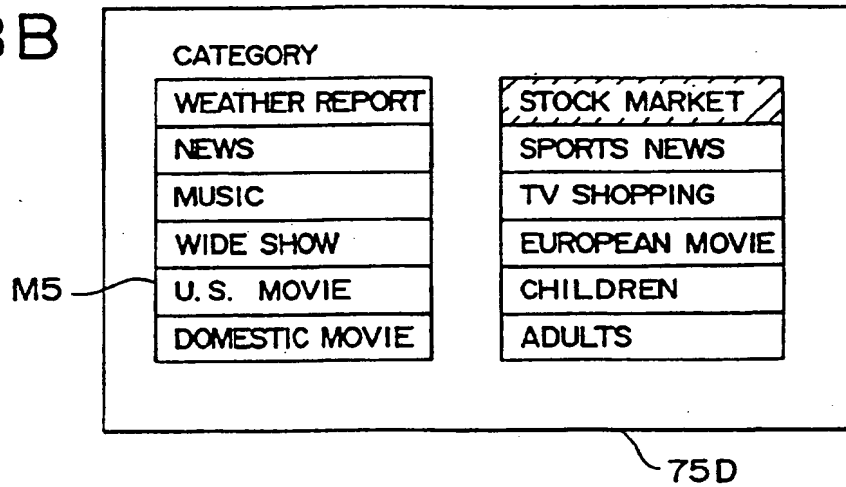 B
CATEGORY
WEATHER REPORT
NEWS
MUSIC
WIDE SHOW
U.S. MOVIE
DOMESTIC MOVIE
STOCK MARKET
SPORTS NEWS
TV SHOPPING
EUROPEAN MOVIE
CHILDREN
ADULTS
M5
75D